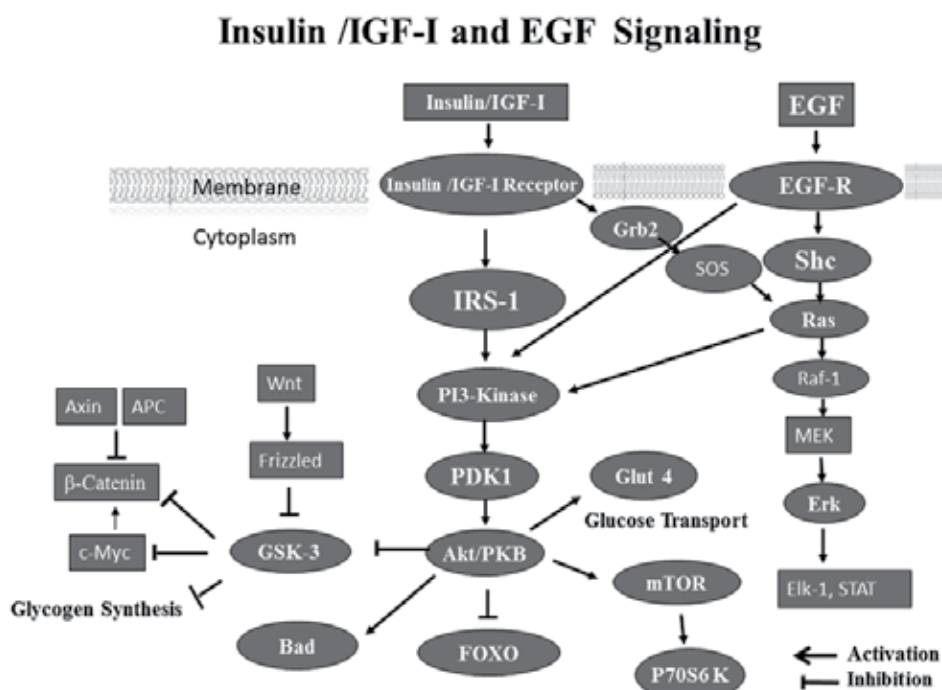 Insulin /IGF-I and EGF Signaling
Insulin/IGF-I
EGF
Membrane
Insulin /IGF-I Receptor
EGF-R
Cytoplasm
Grb2
SOS
Shc
IRS-1
Ras
Wnt
PI3-Kinase
Raf-1
Axin
APC
MEK
Frizzled
β-Catenin
PDK1
Glut 4
Erk
Glucose Transport
c-Myc
GSK-3
Akt/PKB
mTOR
Elk-1, STAT
Glycogen Synthesis
Bad
FOXO
P70S6 K
Activation
Inhibition